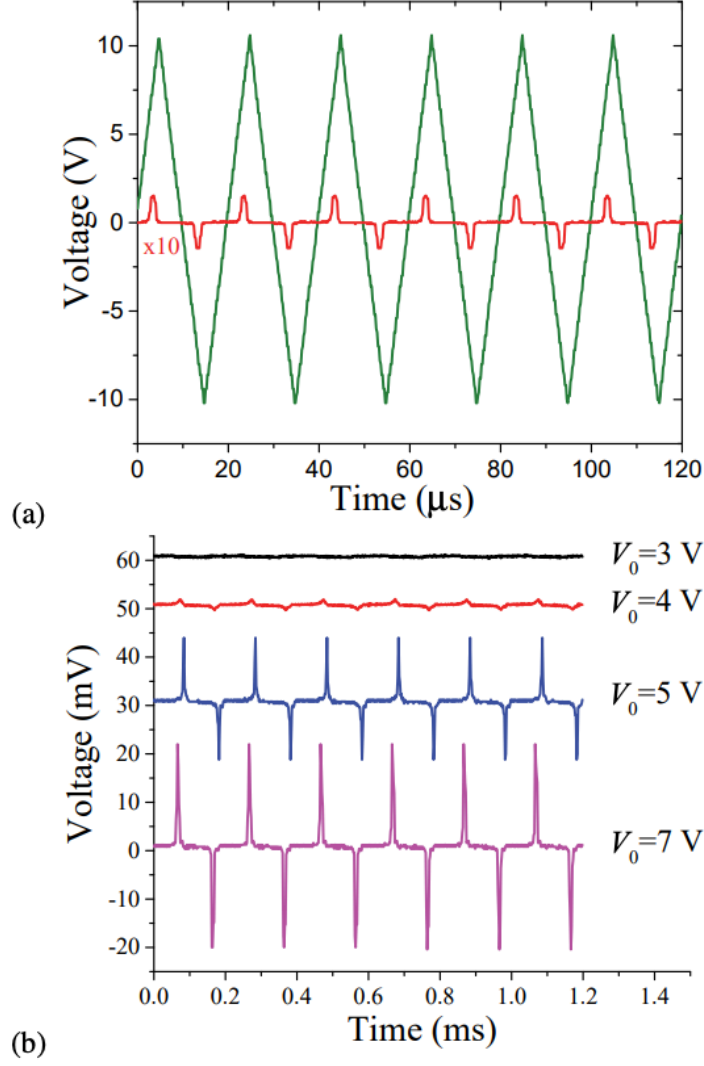 10
5
0
-5
-10
Voltage (V)
x10
0 20 40 60 80 100 120
Time (μs)
(a)
60
50
40
30
20
10
0
-10
-20
Voltage (mV)
V0=3 V
V0=4 V
V0=5 V
V0=7 V
0.0 0.2 0.4 0.6 0.8 1.0 1.2 1.4
Time (ms)
(b)